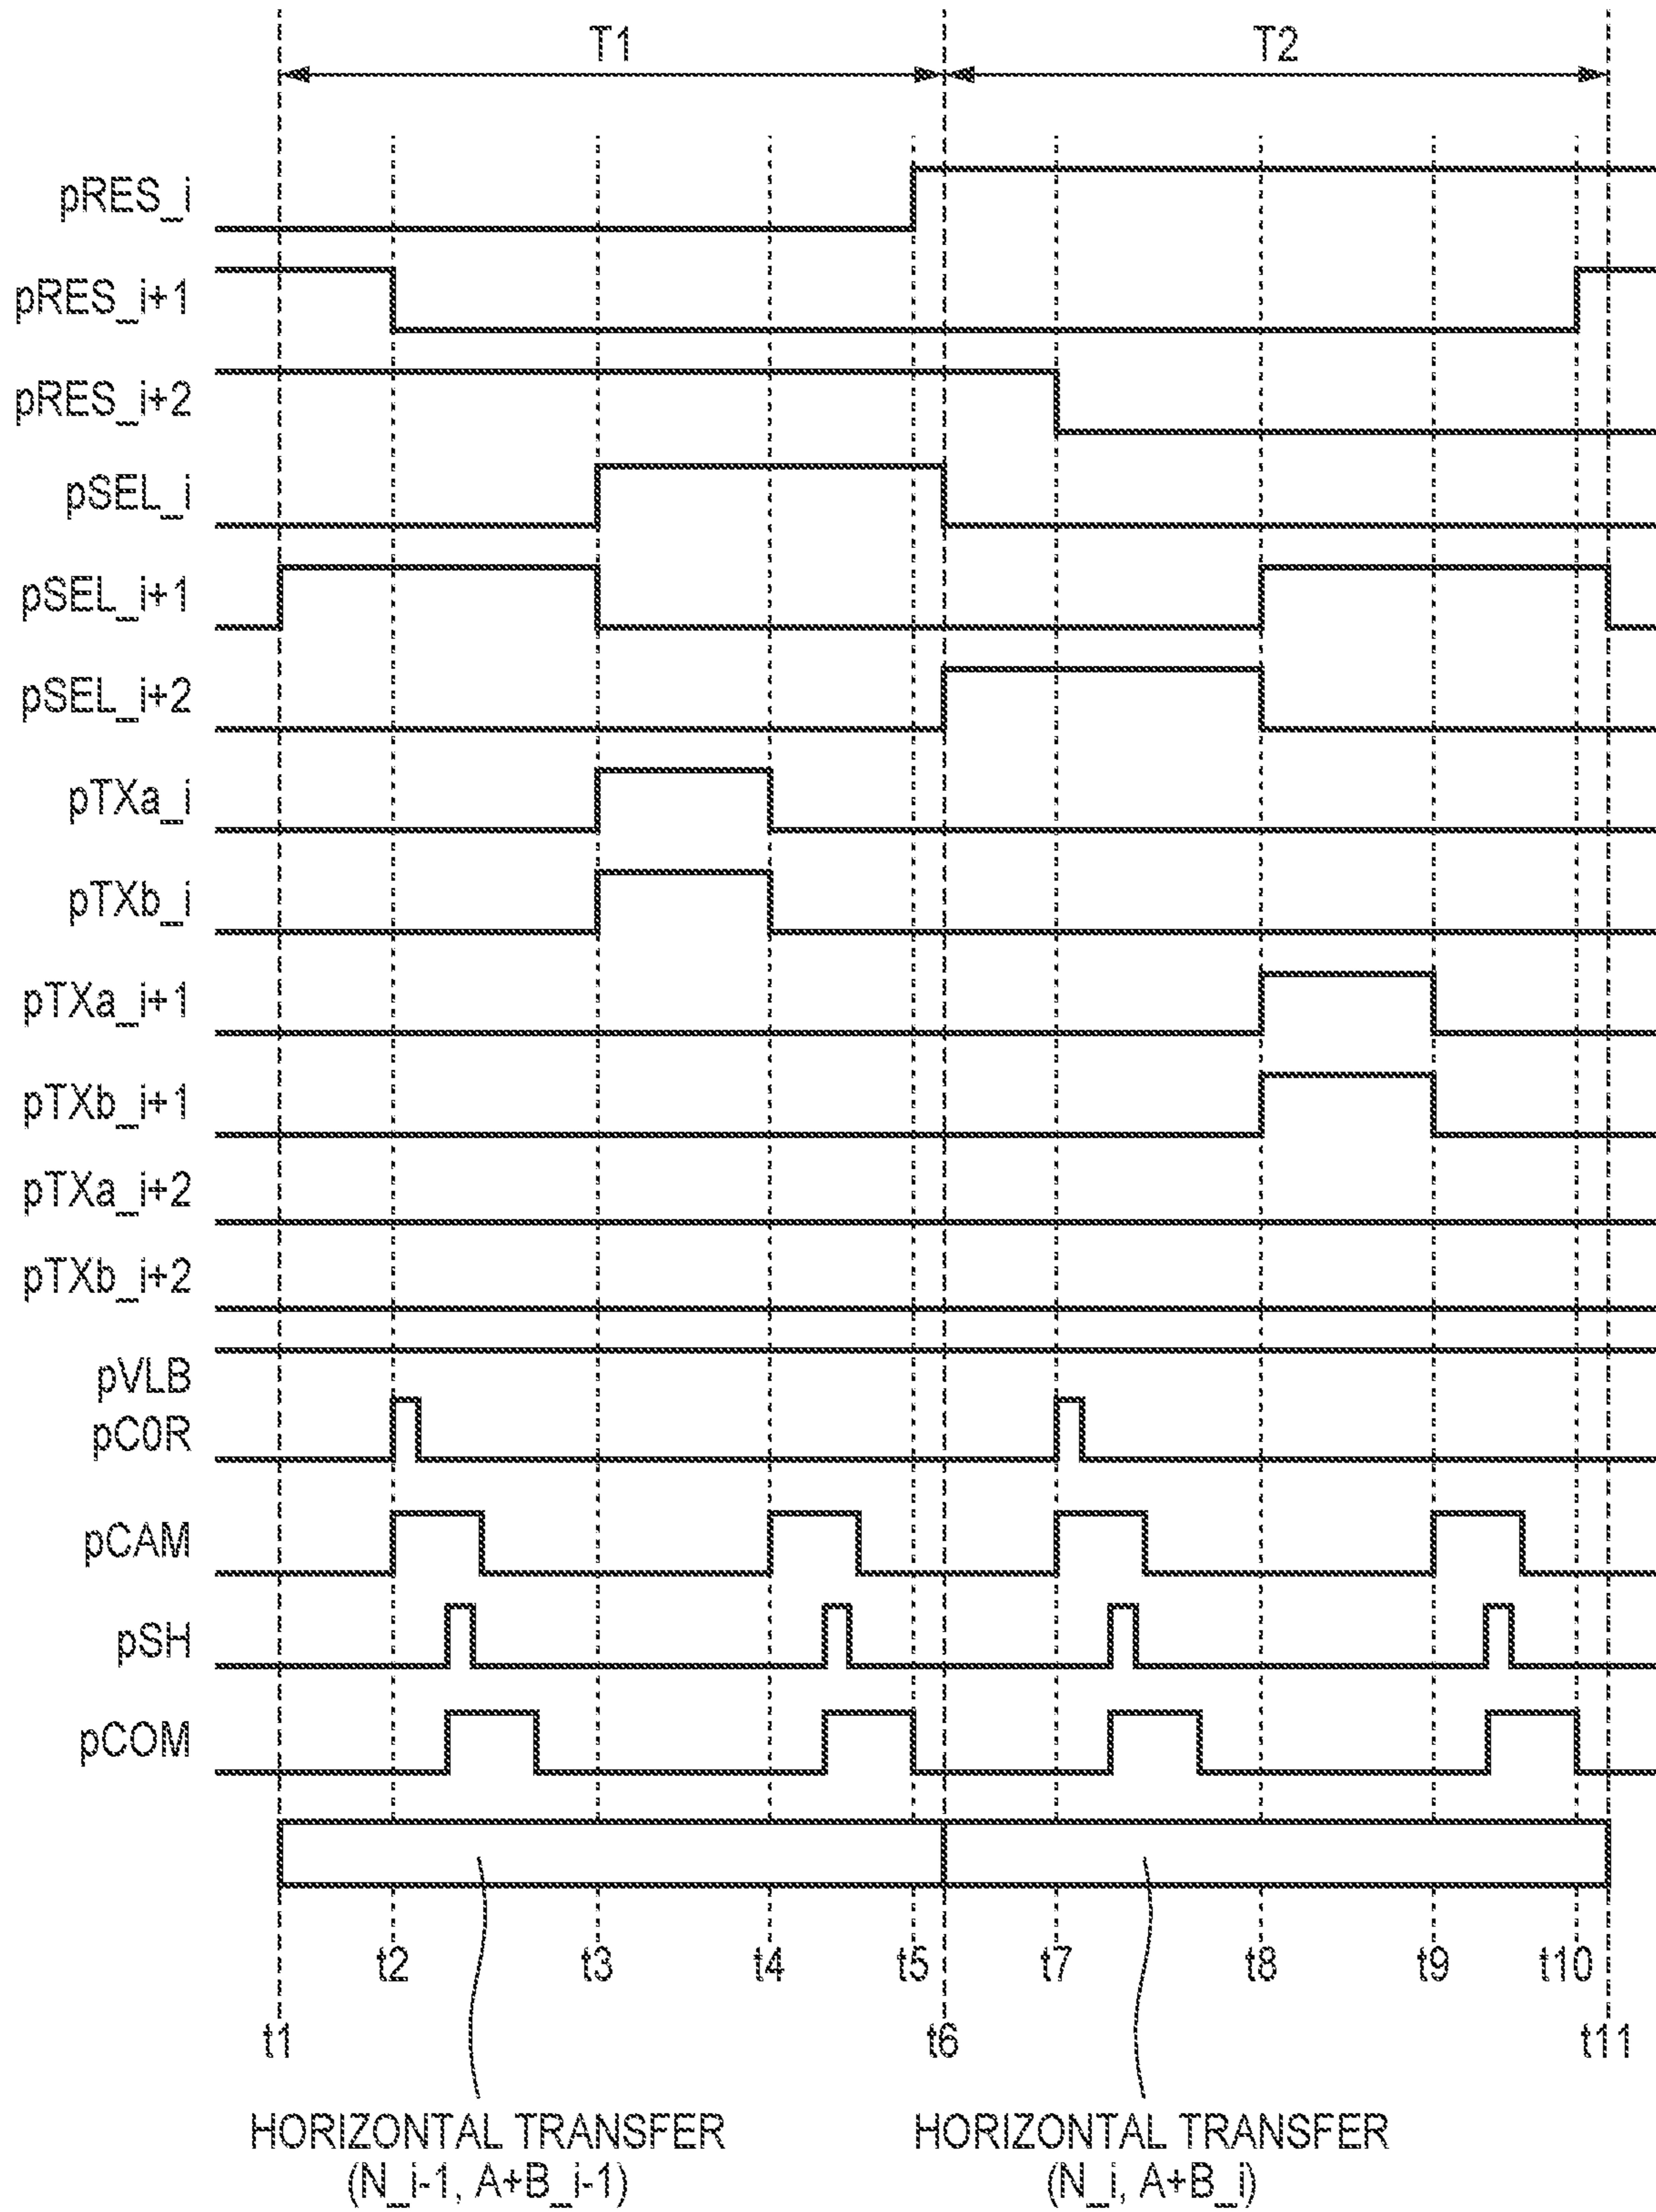 T1 T2
pRES_i
pRES_i+1
pRES_i+2
pSEL_i
pSEL_i+1
pSEL_i+2
pTXa_i
pTXb_i
pTXa_i+1
pTXb_i+1
pTXa_i+2
pTXb_i+2
pVLB
pC0R
pCAM
pSH
pCOM
t2 t3 t4 t5 t7 t8 t9 t10
t1 t6 t11
HORIZONTAL TRANSFER HORIZONTAL TRANSFER
(N_i-1, A+B_i-1) (N_i, A+B_i)